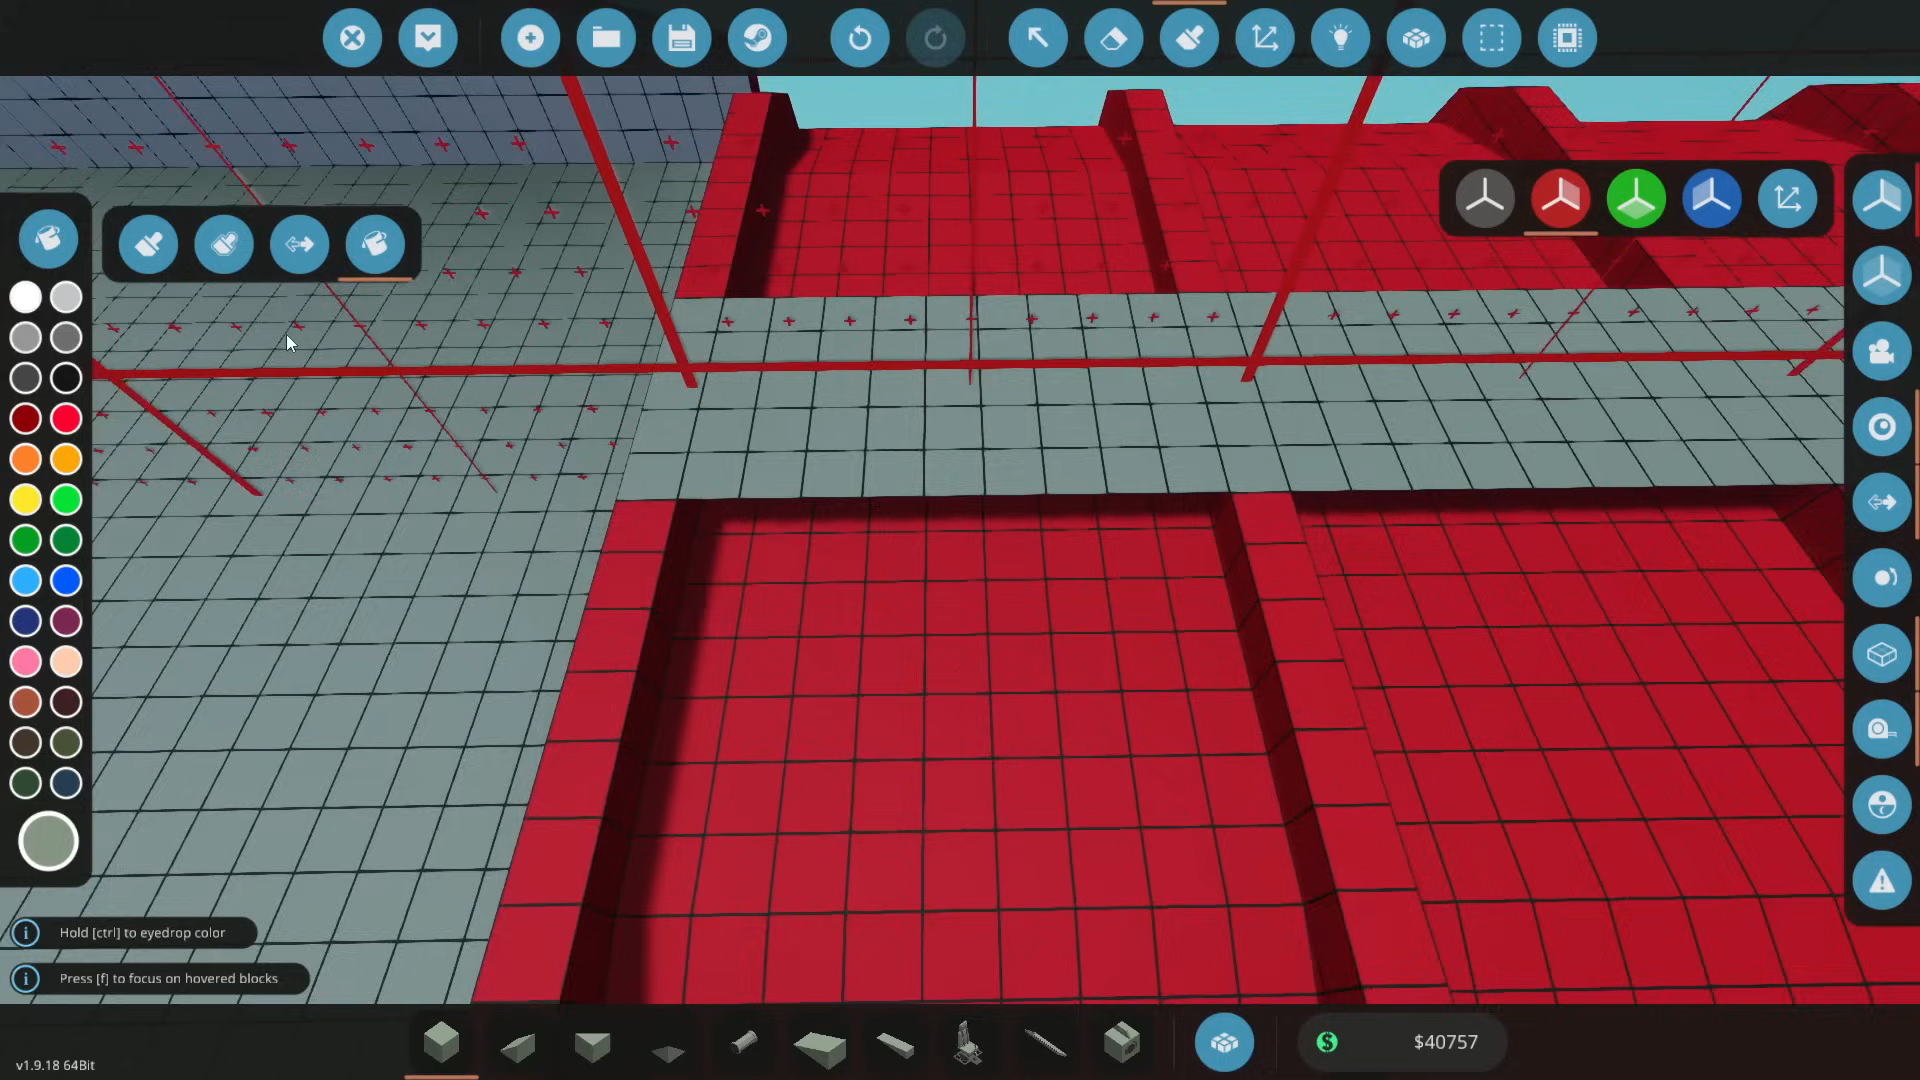 Hold [ctrl] to eyedrop color
Press [f] to focus on hovered blocks
$40757
v1.9.18 64Bit